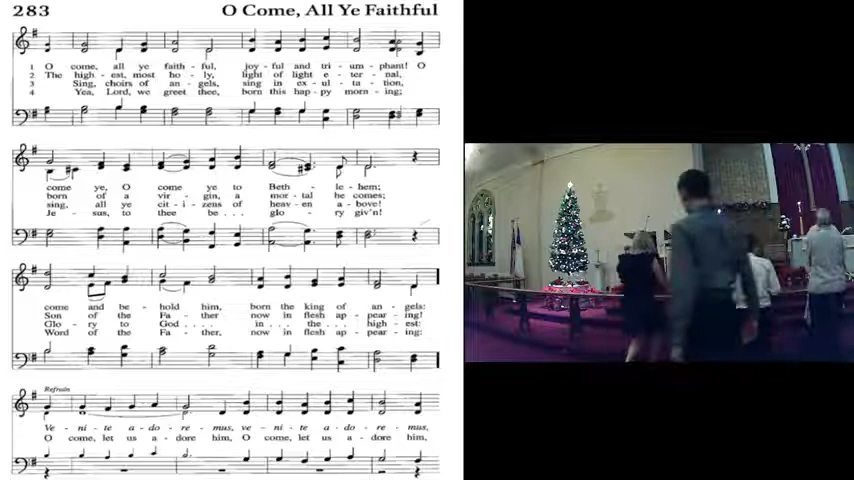 283
O Come, All Ye Faithful
1 O come, all ye faith - ful, joy - ful and tri - um - phant! O
2 The high - est, most ho - ly, light of light e - ter - nal,
3 Sing, choirs of an - gels, sing in ex - ul - ta - tion,
4 Yea, Lord, we greet thee, born this hap - py morn - ing;
come ye, O come ye to Beth - le - hem;
born of a vir - gin, a mor - tal he comes;
sing, all ye cit - i - zens of heav - en a - bove!
Je - sus, to thee be . . . glo - ry giv'n!
come and be - hold him, born the king of an - gels:
Son of the Fa - ther now in flesh ap - pear - ing!
Glo - ry to God . . . in . . . the . . . high - est:
Word of the Fa - ther, now in flesh ap - pear - ing:
Refrain
Ve - ni - te a - do - re - mus, ve - ni - te a - do - re - mus,
O come, let us a - dore him, O come, let us a - dore him,